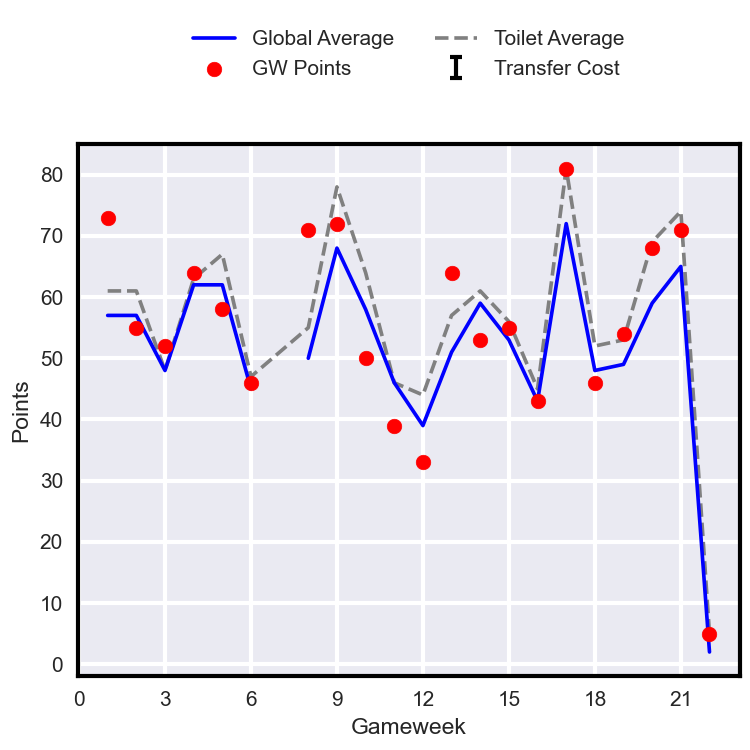 Global Average
Toilet Average
GW Points
Transfer Cost
80
70
60
50
40
30
20
10
0
Points
0 3 6 9 12 15 18 21
Gameweek